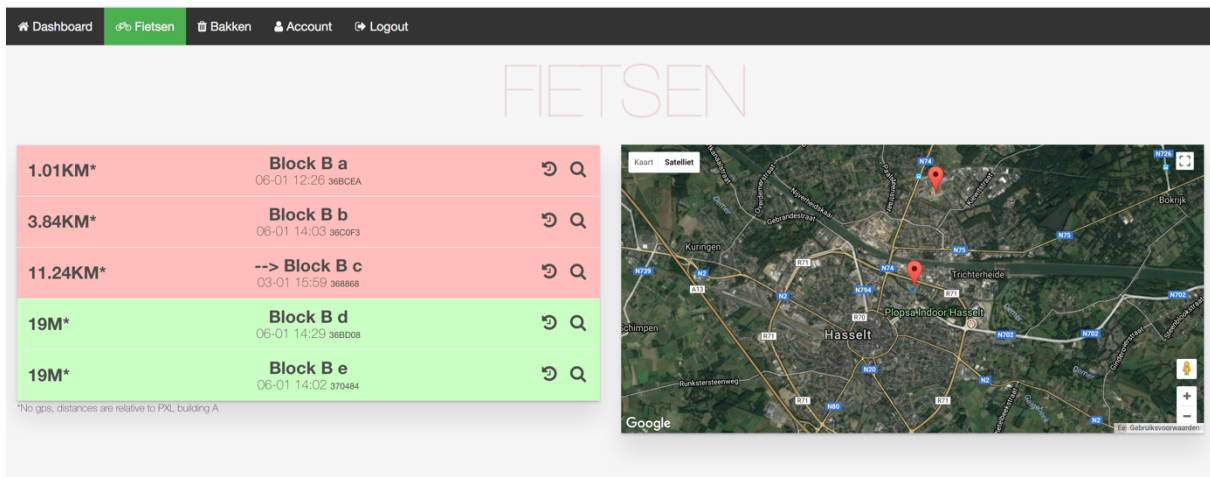 Dashboard Fietsen Bakken Account Logout
FIETSEN
1.01KM*
Block B a
06-01 12:26 36BCEA
3.84KM*
Block B b
06-01 14:03 36C0F3
11.24KM*
--> Block B c
03-01 15:59 368868
19M*
Block B d
06-01 14:29 36BD08
19M*
Block B e
06-01 14:02 370484
*No gps, distances are relative to PXL building A
Kaart Satelliet
N74
N726
Bokrijk
Gebrandestraat
Kuringen
N75
N75
R71
N74
Trichterheide
N739
N2
A13
N794
R71
N702
N2
R70
Plopsa Indoor Hasselt
Schimpen
R71
Hasselt
N702
N702
N20
Runkstersteenweg
N2
R71
N80
R71
N2
Google
Gebruiksvoorwaarden